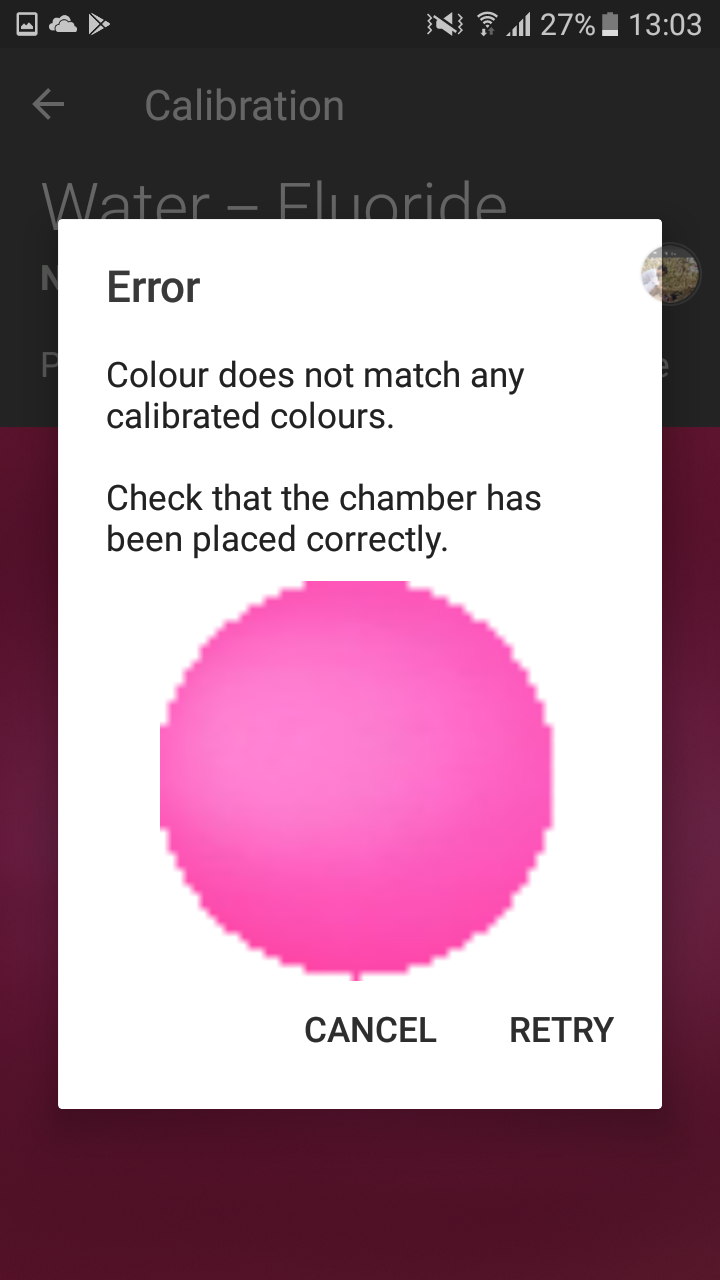 27% 13:03
Calibration
Water – Fluoride
Error
Colour does not match any
calibrated colours.
Check that the chamber has
been placed correctly.
CANCEL RETRY